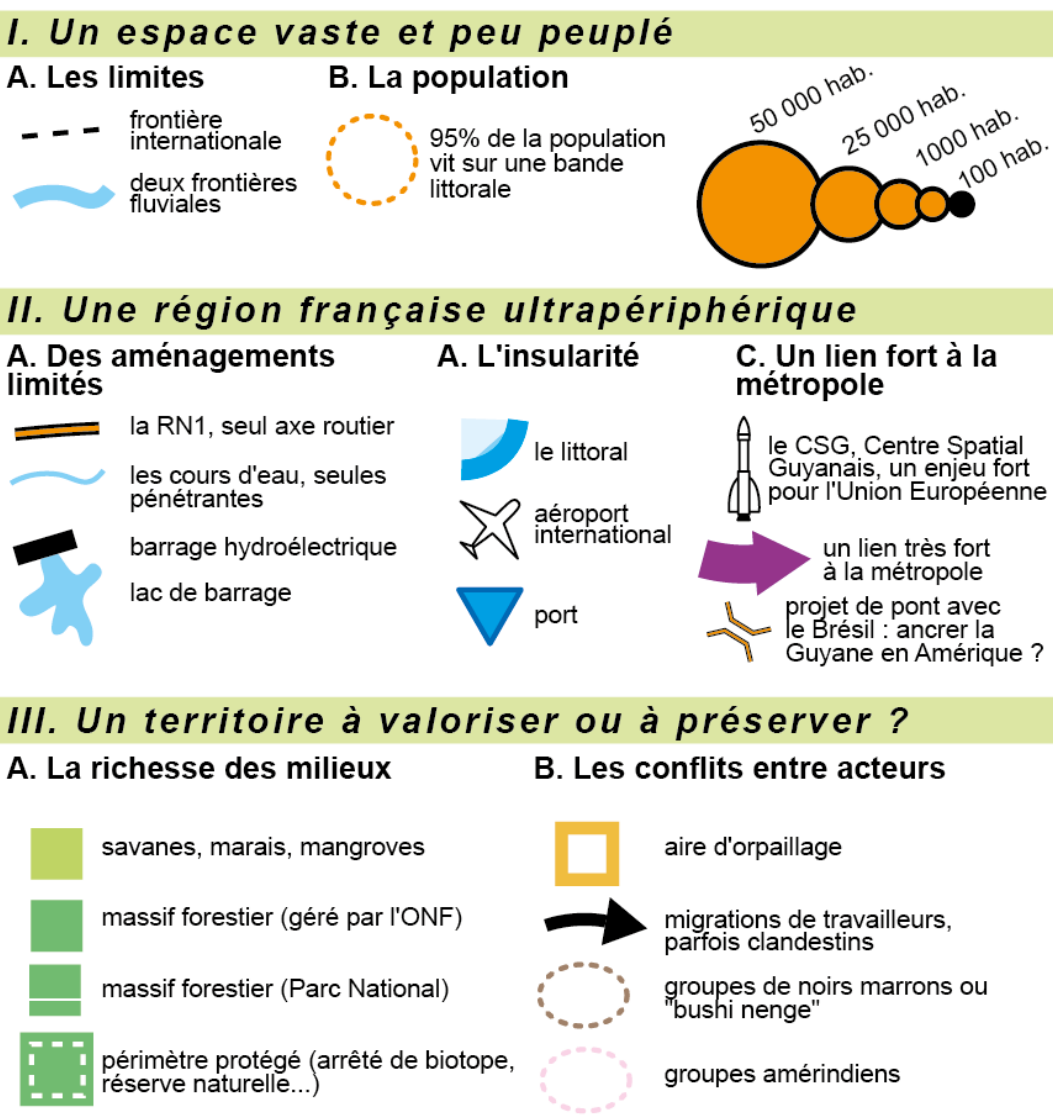 I. Un espace vaste et peu peuplé
A. Les limites
frontière
internationale
deux frontières
fluviales
B. La population
95% de la population
vit sur une bande
littorale
50 000 hab.
25 000 hab.
1000 hab.
100 hab.
II. Une région française ultrapériphérique
A. Des aménagements
limités
la RN1, seul axe routier
les cours d'eau, seules
pénétrantes
barrage hydroélectrique
lac de barrage
A. L'insularité
le littoral
aéroport
international
port
C. Un lien fort à la
métropole
le CSG, Centre Spatial
Guyanais, un enjeu fort
pour l'Union Européenne
un lien très fort
à la métropole
projet de pont avec
le Brésil : ancrer la
Guyane en Amérique ?
III. Un territoire à valoriser ou à préserver ?
A. La richesse des milieux
savanes, marais, mangroves
massif forestier (géré par l'ONF)
massif forestier (Parc National)
périmètre protégé (arrêté de biotope,
réserve naturelle...)
B. Les conflits entre acteurs
aire d'orpaillage
migrations de travailleurs,
parfois clandestins
groupes de noirs marrons ou
"bushi nenge"
groupes amérindiens